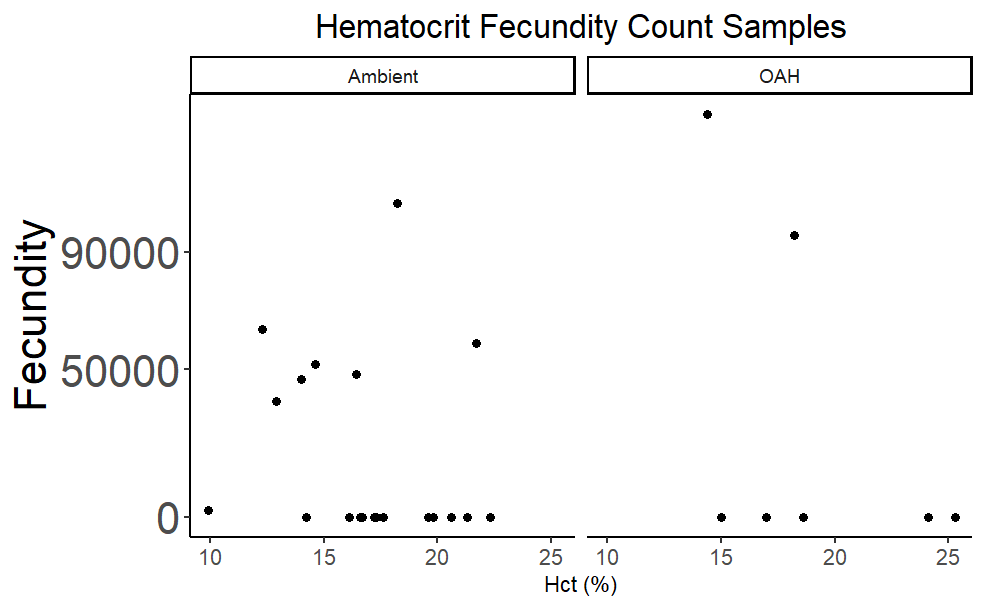 Hematocrit Fecundity Count Samples
Ambient
OAH
Fecundity
90000
50000
0
10 15 20 25
10 15 20 25
Hct (%)